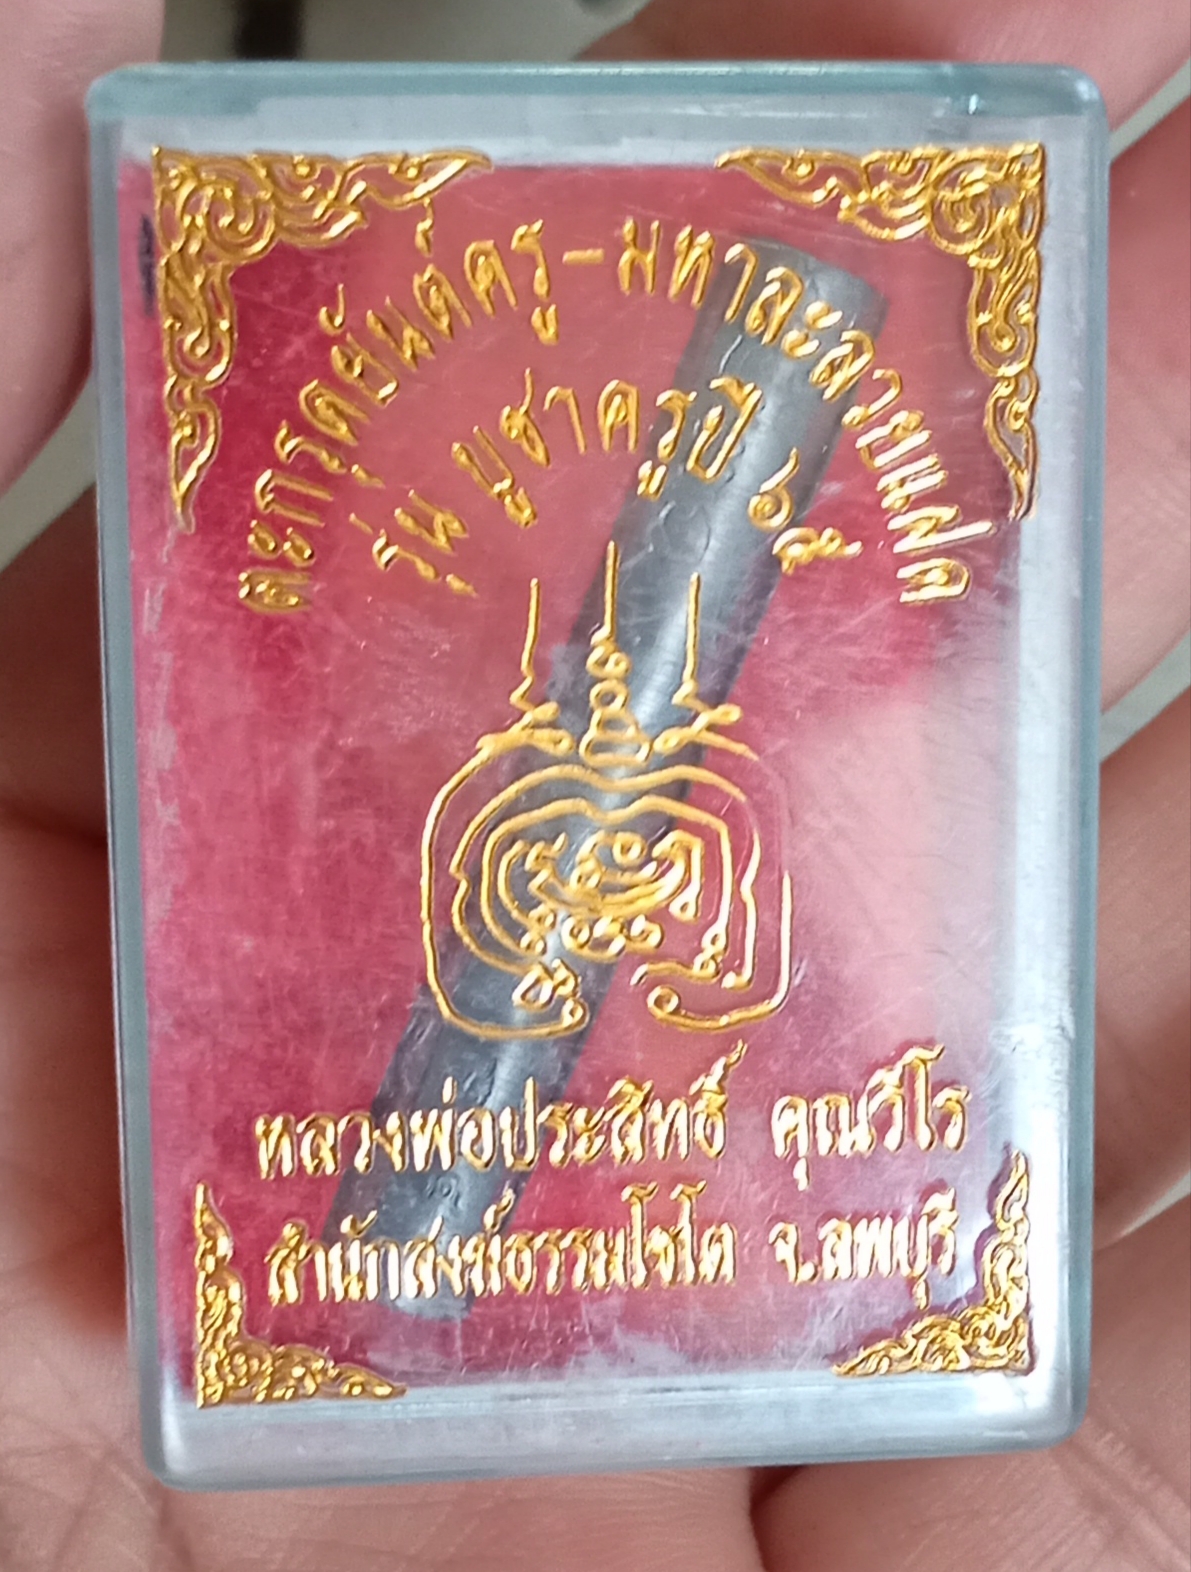 ตะกรุดยันต์ครู-มหาละลวยแฝด
รุ่น บูชาครูปี ๖๕
หลวงพ่อประสิทธิ์ คุณวีโร
สำนักสงฆ์ธรรมโชโต จ.ลพบุรี